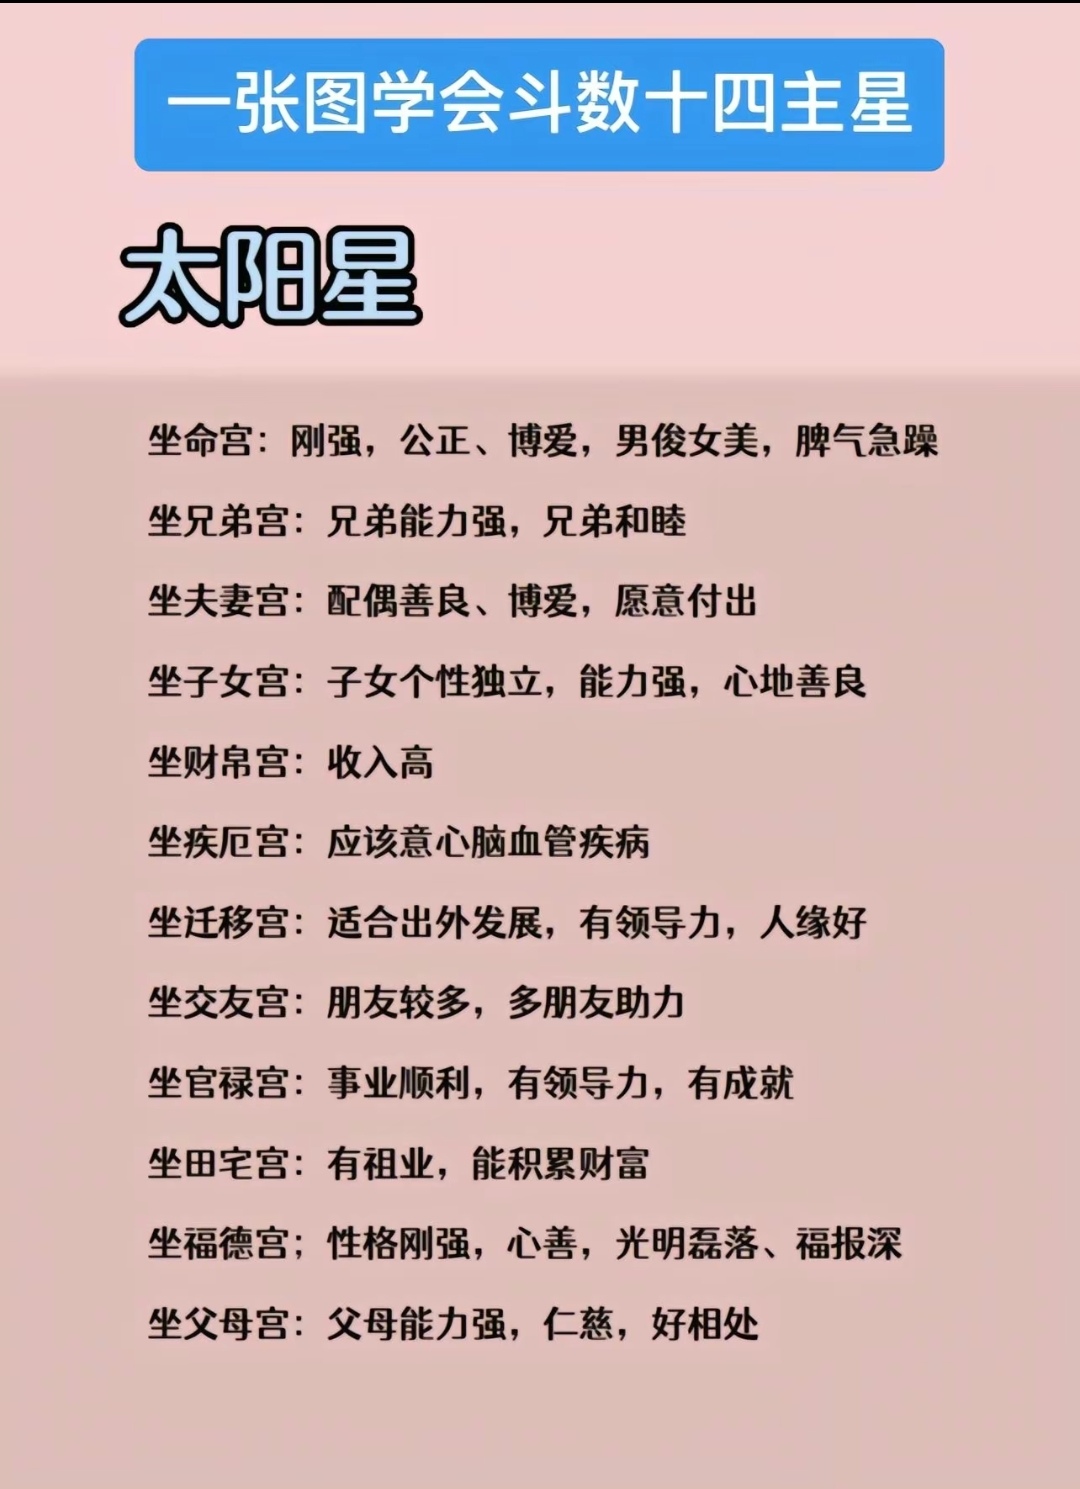 一张图学会斗数十四主星
太阳星
坐命宫：刚强，公正、博爱，男俊女美，脾气急躁
坐兄弟宫：兄弟能力强，兄弟和睦
坐夫妻宫：配偶善良、博爱，愿意付出
坐子女宫：子女个性独立，能力强，心地善良
坐财帛宫：收入高
坐疾厄宫：应该意心脑血管疾病
坐迁移宫：适合出外发展，有领导力，人缘好
坐交友宫：朋友较多，多朋友助力
坐官禄宫：事业顺利，有领导力，有成就
坐田宅宫：有祖业，能积累财富
坐福德宫；性格刚强，心善，光明磊落、福报深
坐父母宫：父母能力强，仁慈，好相处